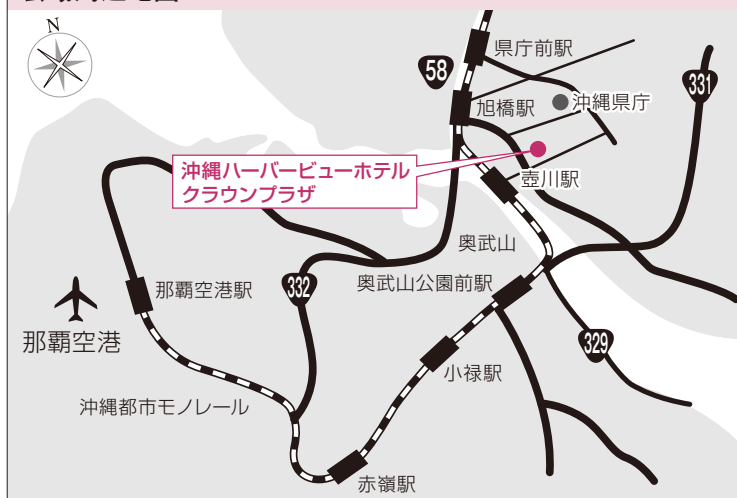 N
県庁前駅
58
331
旭橋駅
沖縄県庁
沖縄ハーバービューホテル
クラウンプラザ
壺川駅
奥武山
那覇空港駅
332
奥武山公園前駅
那覇空港
329
小禄駅
沖縄都市モノレール
赤嶺駅